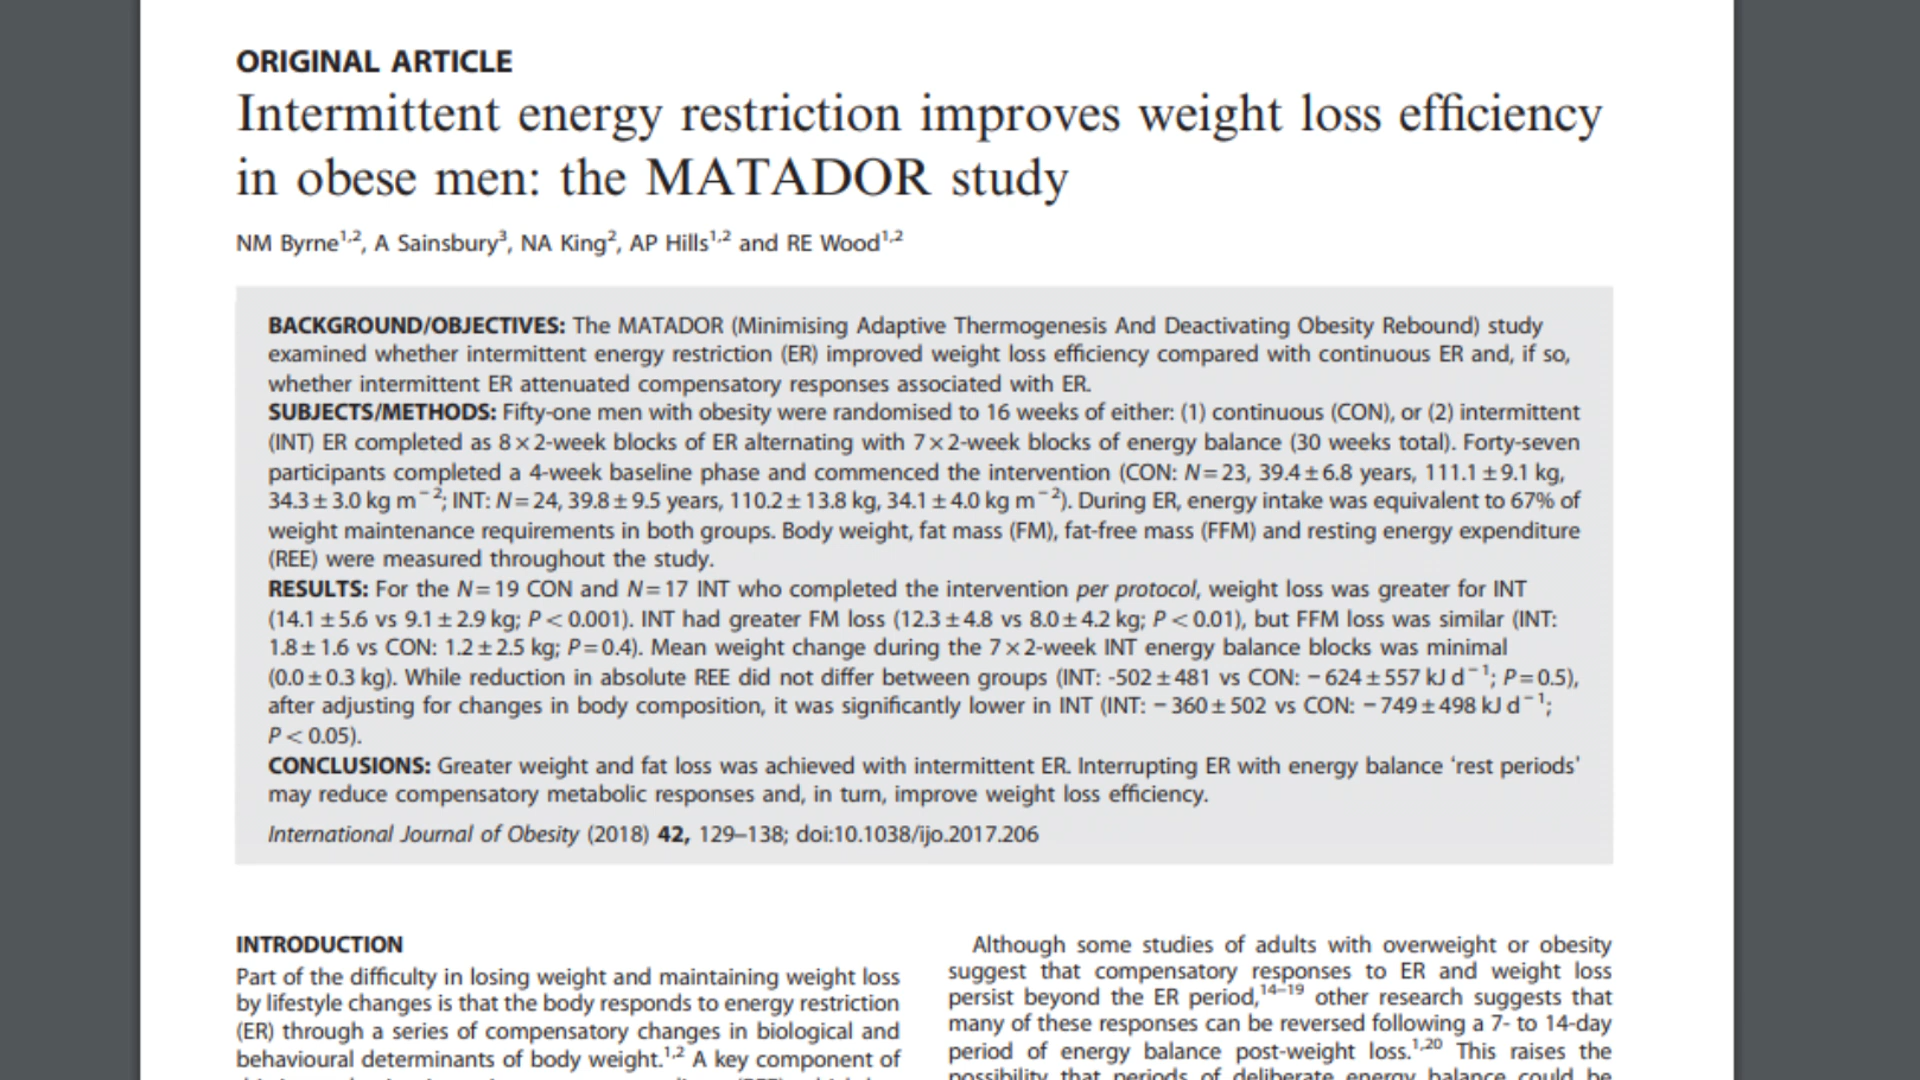 ORIGINAL ARTICLE
Intermittent energy restriction improves weight loss efficiency
in obese men: the MATADOR study
NM Byrne1,2, A Sainsbury3, NA King2, AP Hills1,2 and RE Wood1,2
BACKGROUND/OBJECTIVES: The MATADOR (Minimising Adaptive Thermogenesis And Deactivating Obesity Rebound) study
examined whether intermittent energy restriction (ER) improved weight loss efficiency compared with continuous ER and, if so,
whether intermittent ER attenuated compensatory responses associated with ER.
SUBJECTS/METHODS: Fifty-one men with obesity were randomised to 16 weeks of either: (1) continuous (CON), or (2) intermittent
(INT) ER completed as 8 × 2-week blocks of ER alternating with 7 × 2-week blocks of energy balance (30 weeks total). Forty-seven
participants completed a 4-week baseline phase and commenced the intervention (CON: N = 23, 39.4 ± 6.8 years, 111.1 ± 9.1 kg,
34.3 ± 3.0 kg m−2; INT: N = 24, 39.8 ± 9.5 years, 110.2 ± 13.8 kg, 34.1 ± 4.0 kg m−2). During ER, energy intake was equivalent to 67% of
weight maintenance requirements in both groups. Body weight, fat mass (FM), fat-free mass (FFM) and resting energy expenditure
(REE) were measured throughout the study.
RESULTS: For the N = 19 CON and N = 17 INT who completed the intervention per protocol, weight loss was greater for INT
(14.1 ± 5.6 vs 9.1 ± 2.9 kg; P < 0.001). INT had greater FM loss (12.3 ± 4.8 vs 8.0 ± 4.2 kg; P < 0.01), but FFM loss was similar (INT:
1.8 ± 1.6 vs CON: 1.2 ± 2.5 kg; P = 0.4). Mean weight change during the 7 × 2-week INT energy balance blocks was minimal
(0.0 ± 0.3 kg). While reduction in absolute REE did not differ between groups (INT: -502 ± 481 vs CON: − 624 ± 557 kJ d−1; P = 0.5),
after adjusting for changes in body composition, it was significantly lower in INT (INT: − 360 ± 502 vs CON: − 749 ± 498 kJ d−1;
P < 0.05).
CONCLUSIONS: Greater weight and fat loss was achieved with intermittent ER. Interrupting ER with energy balance ‘rest periods’
may reduce compensatory metabolic responses and, in turn, improve weight loss efficiency.
International Journal of Obesity (2018) 42, 129–138; doi:10.1038/ijo.2017.206
INTRODUCTION
Part of the difficulty in losing weight and maintaining weight loss
by lifestyle changes is that the body responds to energy restriction
(ER) through a series of compensatory changes in biological and
behavioural determinants of body weight.1,2 A key component of
Although some studies of adults with overweight or obesity
suggest that compensatory responses to ER and weight loss
persist beyond the ER period,14–19 other research suggests that
many of these responses can be reversed following a 7- to 14-day
period of energy balance post-weight loss.1,20 This raises the
possibility that periods of deliberate energy balance could be